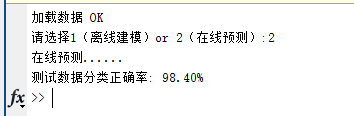 加载数据 OK
请选择1（离线建模）or 2（在线预测）:2
在线预测......
测试数据分类正确率: 98.40%
fx >>